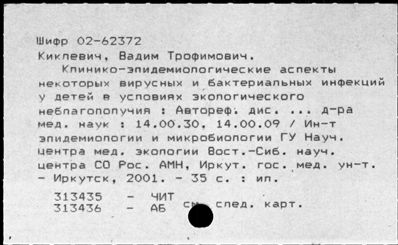 Шифр 02-62372
Киклевич, Вадим Трофимович.
Клинико-эпидемиологические аспекты
некоторых вирусных и бактериальных инфекций
у детей в условиях экологического
неблагополучия : Автореф. дис. ... д-ра
мед. наук : 14.00.30, 14.00.09 / Ин-т
эпидемиологии и микробиологии ГУ Науч.
центра мед. экологии Вост.-Сиб. науч.
центра СО Рос. АМН, Иркут. гос. мед. ун-т.
- Иркутск, 2001. - 35 с. : ил.
313435 - ЧИТ
313436 - АБ см. след. карт.